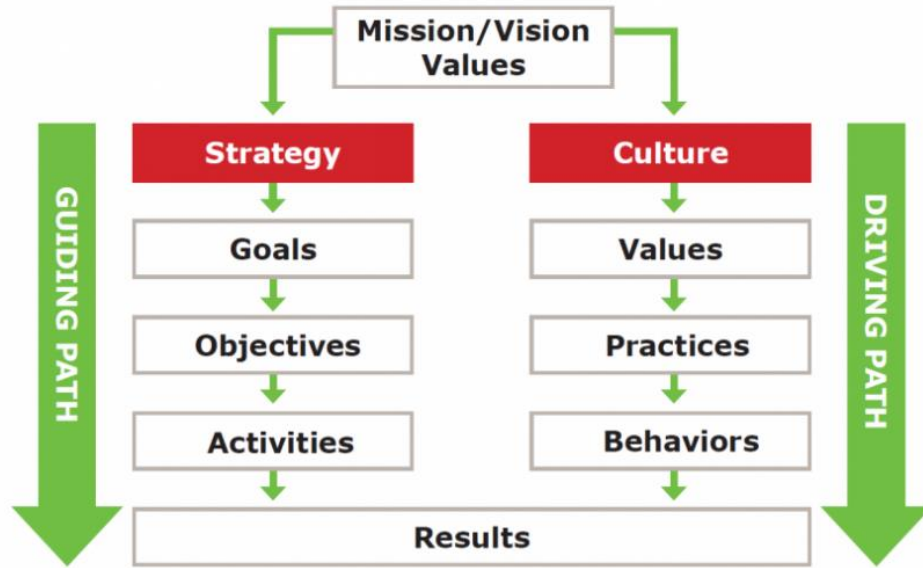 Mission/Vision
Values
Strategy
Culture
GUIDING PATH
DRIVING PATH
Goals
Values
Objectives
Practices
Activities
Behaviors
Results